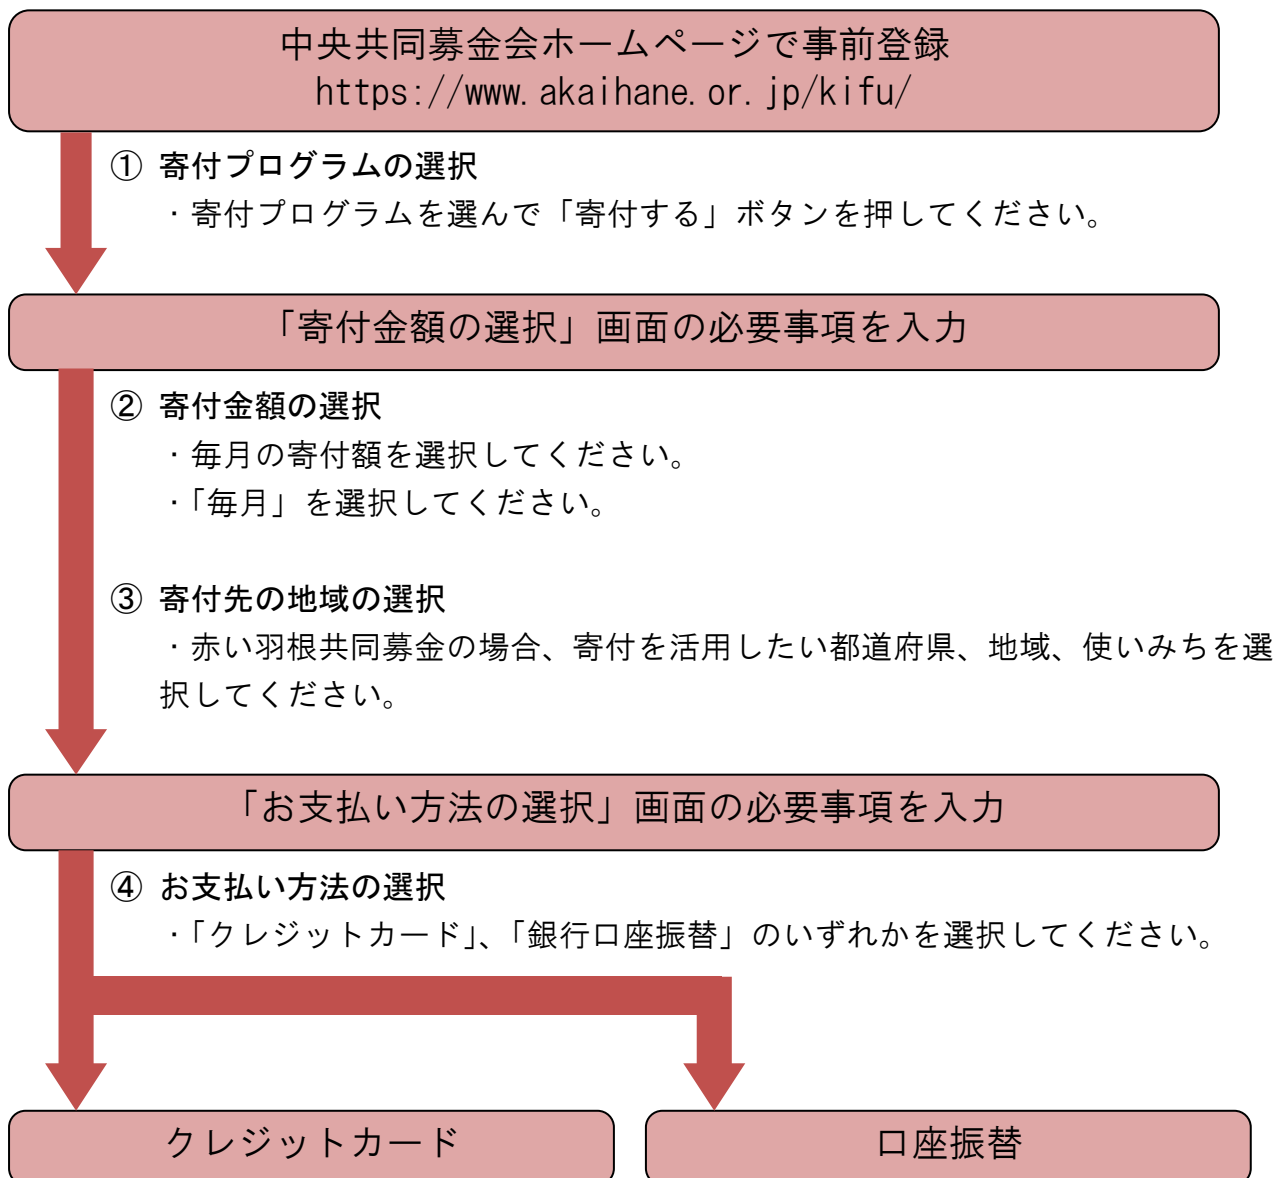 中央共同募金会ホームページで事前登録
https://www.akaihane.or.jp/kifu/
① 寄付プログラムの選択
・寄付プログラムを選んで「寄付する」ボタンを押してください。
「寄付金額の選択」画面の必要事項を入力
② 寄付金額の選択
・毎月の寄付額を選択してください。
・「毎月」を選択してください。
③ 寄付先の地域の選択
・赤い羽根共同募金の場合、寄付を活用したい都道府県、地域、使いみちを選
択してください。
「お支払い方法の選択」画面の必要事項を入力
④ お支払い方法の選択
・「クレジットカード」、「銀行口座振替」のいずれかを選択してください。
クレジットカード
口座振替